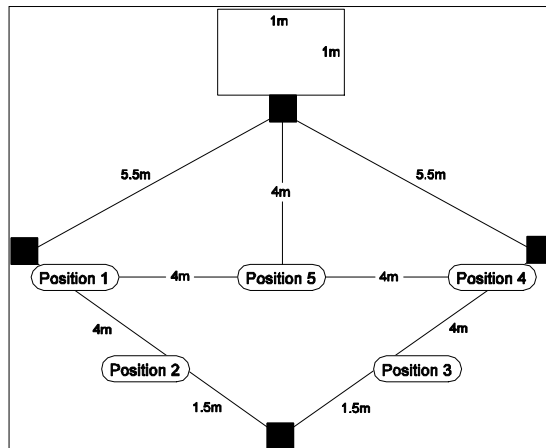 1m
1m
5.5m
5.5m
4m
Position 1
4m
Position 5
4m
Position 4
4m
4m
Position 2
Position 3
1.5m
1.5m